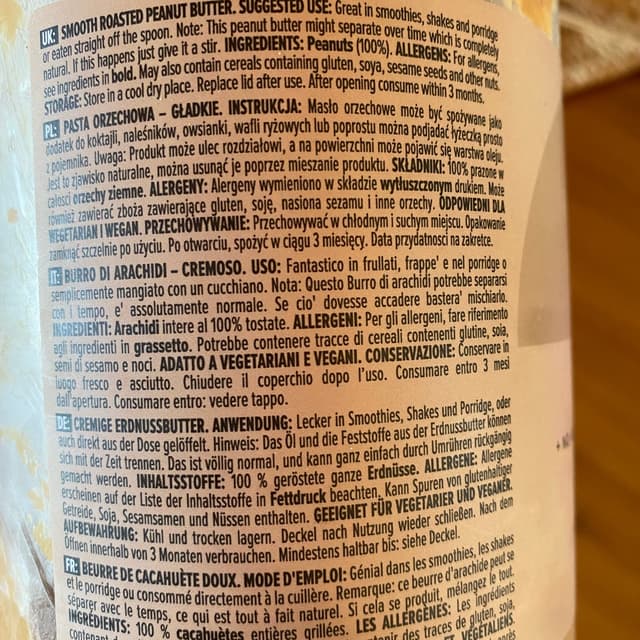 UK: SMOOTH ROASTED PEANUT BUTTER. SUGGESTED USE: Great in smoothies, shakes and porridge
or eaten straight off the spoon. Note: This peanut butter might separate over time which is completely
natural. If this happens just give it a stir. INGREDIENTS: Peanuts (100%). ALLERGENS: For allergens,
see ingredients in bold. May also contain cereals containing gluten, soya, sesame seeds and other nuts.
STORAGE: Store in a cool dry place. Replace lid after use. After opening consume within 3 months.
PL: PASTA ORZECHOWA – GŁADKIE. INSTRUKCJA: Masło orzechowe może być spożywane jako
dodatek do koktajli, naleśników, owsianki, wafli ryżowych lub poprostu można podjadać łyżeczką prosto
z pojemnika. Uwaga: Produkt może ulec rozdziałowi, a na powierzchni może pojawić się warstwa oleju.
Jest to zjawisko naturalne, można usunąć je poprzez mieszanie produktu. SKŁADNIKI: 100% prażone w
całości orzechy ziemne. ALERGENY: Alergeny wymieniono w składzie wytłuszczonym drukiem. Może
również zawierać zboża zawierające gluten, soję, nasiona sezamu i inne orzechy. ODPOWIEDNI DLA
WEGETARIAN I WEGAN. PRZECHOWYWANIE: Przechowywać w chłodnym i suchym miejscu. Opakowanie
zamknąć szczelnie po użyciu. Po otwarciu, spożyć w ciągu 3 miesięcy. Data przydatnosci na zakretce.
IT: BURRO DI ARACHIDI – CREMOSO. USO: Fantastico in frullati, frappe' e nel porridge o
semplicemente mangiato con un cucchiano. Nota: Questo Burro di arachidi potrebbe separarsi
con i tempo, e' assolutamente normale. Se cio' dovesse accadere bastera' mischiarlo.
INGREDIENTI: Arachidi intere al 100% tostate. ALLERGENI: Per gli allergeni, fare riferimento
agli ingredienti in grassetto. Potrebbe contenere tracce di cereali contenenti glutine, soia,
semi di sesamo e noci. ADATTO A VEGETARIANI E VEGANI. CONSERVAZIONE: Conservare in
luogo fresco e asciutto. Chiudere il coperchio dopo l'uso. Consumare entro 3 mesi
dall'apertura. Consumare entro: vedere tappo.
DE: CREMIGE ERDNUSSBUTTER. ANWENDUNG: Lecker in Smoothies, Shakes und Porridge, oder
auch direkt aus der Dose gelöffelt. Hinweis: Das Öl und die Feststoffe aus der Erdnussbutter können
sich mit der Zeit trennen. Das ist völlig normal, und kann ganz einfach durch Umrühren rückgängig
gemacht werden. INHALTSSTOFFE: 100 % geröstete ganze Erdnüsse. ALLERGENE: Allergene
erscheinen auf der Liste der Inhaltsstoffe in Fettdruck beachten. Kann Spuren von glutenhaltiger
Getreide, Soja, Sesamsamen und Nüssen enthalten. GEEIGNET FÜR VEGETARIER UND VEGANER.
AUFBEWAHRUNG: Kühl und trocken lagern. Deckel nach Nutzung wieder schließen. Nach dem
Öffnen innerhalb von 3 Monaten verbrauchen. Mindestens haltbar bis: siehe Deckel.
FR: BEURRE DE CACAHUÈTE DOUX. MODE D'EMPLOI: Génial dans les smoothies, les shakes
et le porridge ou consommé directement à la cuillère. Remarque: ce beurre d'arachide peut se
séparer avec le temps, ce qui est tout à fait naturel. Si cela se produit, mélangez le tout.
INGRÉDIENTS: 100 % cacahuètes entières grillées. LES ALLERGÈNES: Les ingrédients
des traces de gluten, soja,
VÉGÉTALIENS.